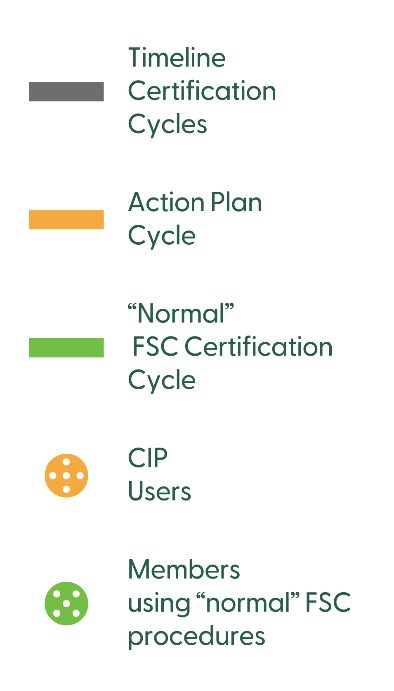 Timeline
Certification
Cycles
Action Plan
Cycle
“Normal”
FSC Certification
Cycle
CIP
Users
Members
using “normal” FSC
procedures